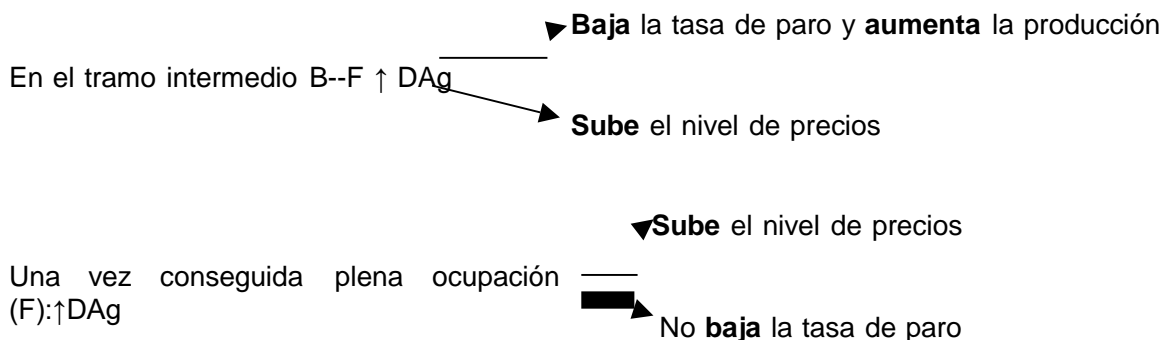 Baja la tasa de paro y aumenta la producción
En el tramo intermedio B--F ↑ DAg
Sube el nivel de precios
Sube el nivel de precios
Una vez conseguida plena ocupación
(F):↑DAg
No baja la tasa de paro